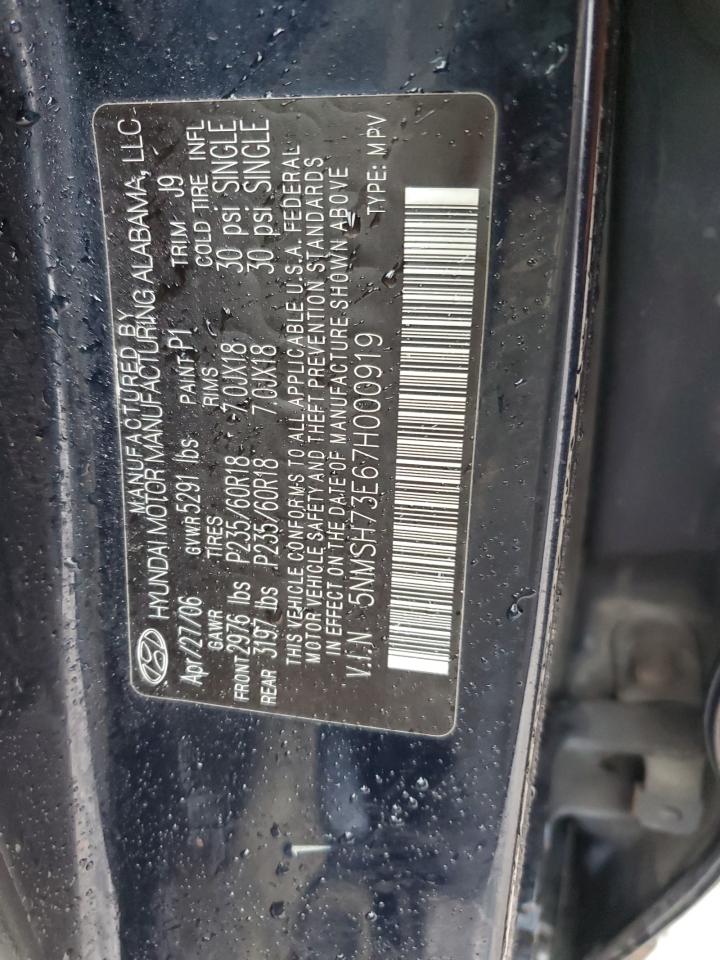 MANUFACTURED BY
HYUNDAI MOTOR MANUFACTURING ALABAMA, LLC
Apr/27/06 GVWR 5291 lbs PAINT P1 TRIM J9
GAWR TIRES RIMS COLD TIRE INFL
FRONT 2976 lbs P235/60R18 7.0JX18 30 psi SINGLE
REAR 3197 lbs P235/60R18 7.0JX18 30 psi SINGLE
THIS VEHICLE CONFORMS TO ALL APPLICABLE U.S.A. FEDERAL
MOTOR VEHICLE SAFETY AND THEFT PREVENTION STANDARDS
IN EFFECT ON THE DATE OF MANUFACTURE SHOWN ABOVE
V.I.N 5NMSH73E67H000919 TYPE: MPV